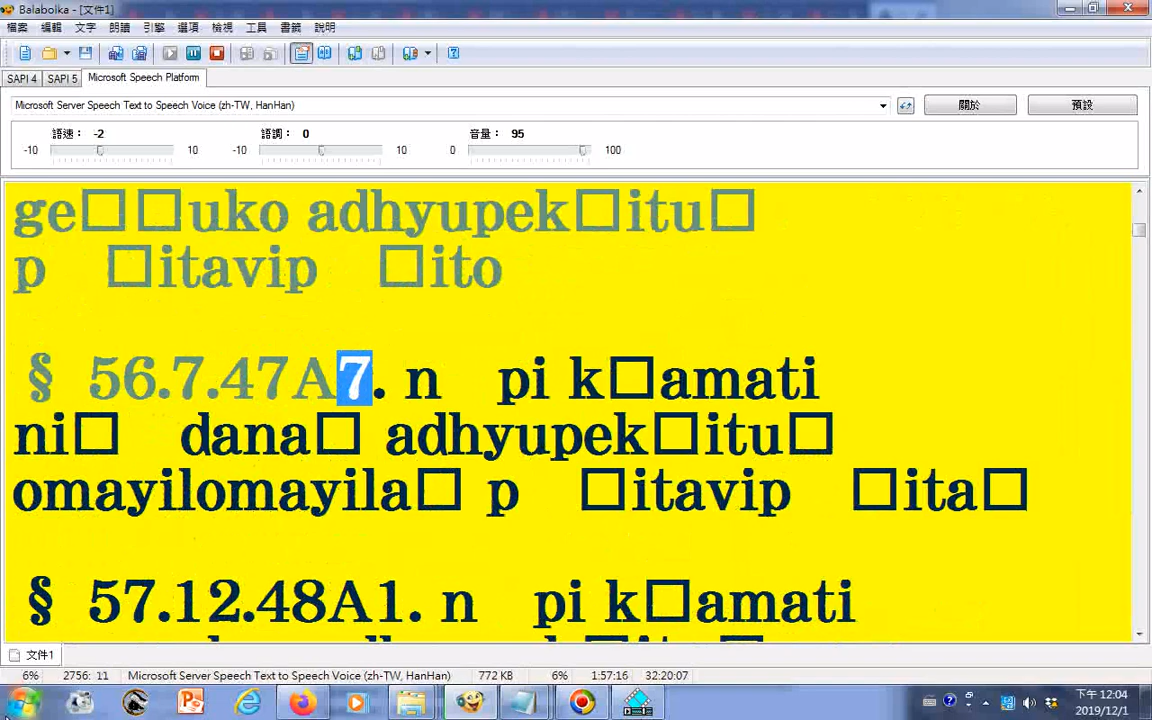 Balabolka - [文件1]
檔案 編輯 文字 朗讀 引擎 選項 檢視 工具 書籤 說明
SAPI 4 SAPI 5 Microsoft Speech Platform
Microsoft Server Speech Text to Speech Voice (zh-TW, HanHan) 關於 預設
語速： -2 語調： 0 音量： 95
-10 10 -10 10 0 100
ge□□uko adhyupek□itu□
p □itavip □ito
§ 56.7.47A7. n pi k□amati
ni□ dana□ adhyupek□itu□
omayilomayila□ p □itavip □ita□
§ 57.12.48A1. n pi k□amati
文件1
6% 2756: 11 Microsoft Server Speech Text to Speech Voice (zh-TW, HanHan) 772 KB 6% 1:57:16 32:20:07
下午 12:04
2019/12/1